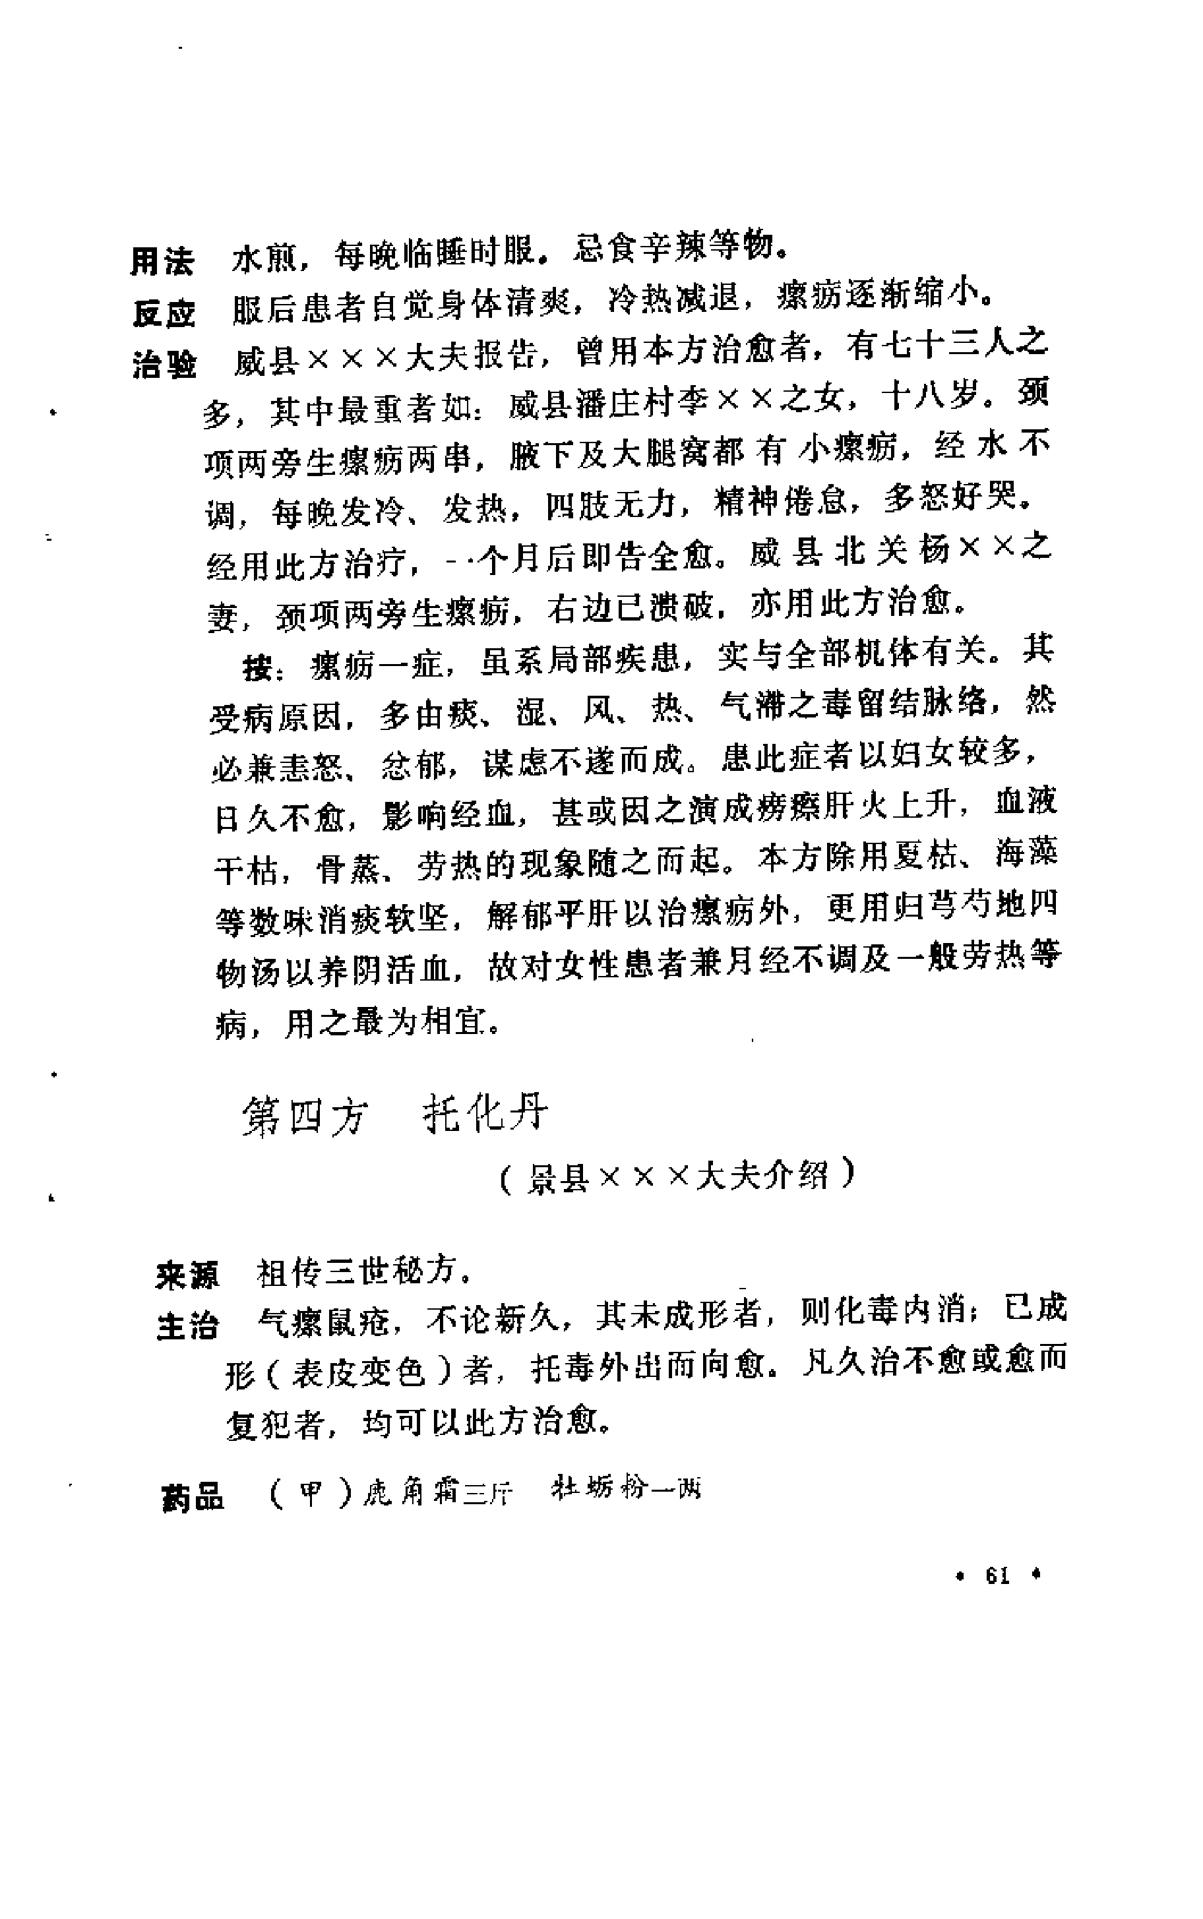 用法　水煎，每晚临睡时服。忌食辛辣等物。
反应　服后患者自觉身体清爽，冷热减退，瘰疬逐渐缩小。
治验　威县×××大夫报告，曾用本方治愈者，有七十三人之
多，其中最重者如：威县潘庄村李××之女，十八岁。颈
项两旁生瘰疬两串，腋下及大腿窝都有小瘰疬，经水不
调，每晚发冷、发热，四肢无力，精神倦怠，多怒好哭。
经用此方治疗，一个月后即告全愈。威县北关杨××之
妻，颈项两旁生瘰疬，右边已溃破，亦用此方治愈。
按：瘰疬一症，虽系局部疾患，实与全部机体有关。其
受病原因，多由痰、湿、风、热、气滞之毒留结脉络，然
必兼恚怒、忿郁，谋虑不遂而成。患此症者以妇女较多，
日久不愈，影响经血，甚或因之演成痨瘵肝火上升，血液
干枯，骨蒸、劳热的现象随之而起。本方除用夏枯、海藻
等数味消痰软坚，解郁平肝以治瘰疬外，更用归芎芍地四
物汤以养阴活血，故对女性患者兼月经不调及一般劳热等
病，用之最为相宜。
第四方　托化丹
（景县×××大夫介绍）
来源　祖传三世秘方。
主治　气瘰鼠疮，不论新久，其未成形者，则化毒内消；已成
形（表皮变色）者，托毒外出而向愈。凡久治不愈或愈而
复犯者，均可以此方治愈。
药品　（甲）鹿角霜三斤　牡蛎粉一两
• 61 •